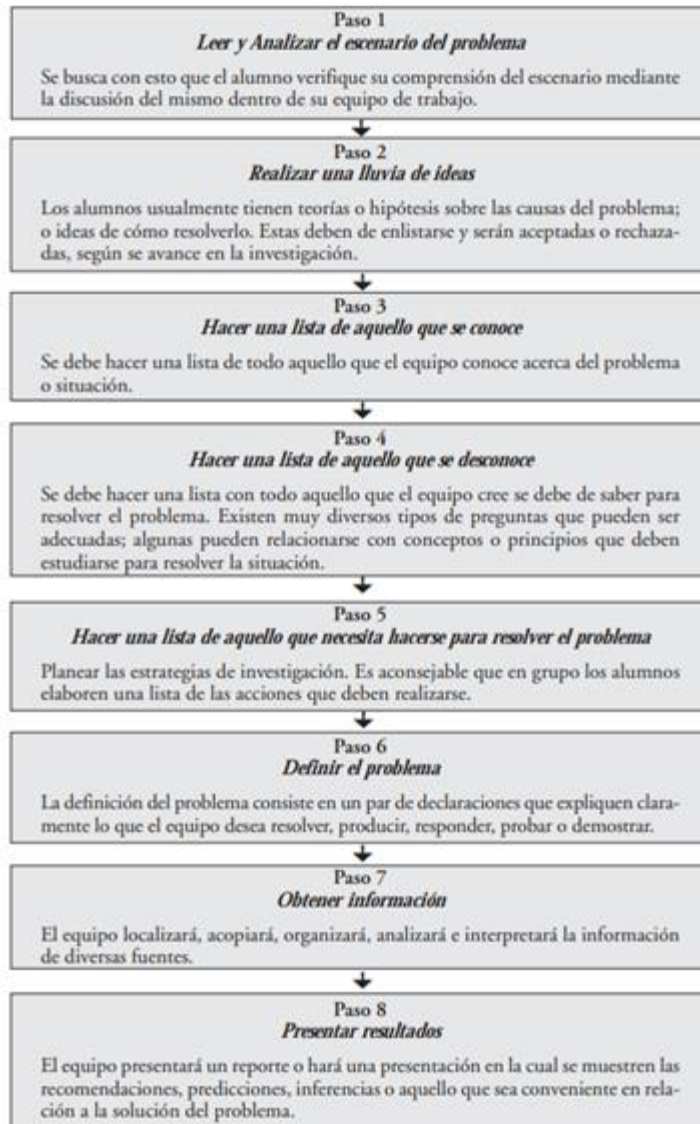 Paso 1
Leer y Analizar el escenario del problema
Se busca con esto que el alumno verifique su comprensión del escenario mediante
la discusión del mismo dentro de su equipo de trabajo.
Paso 2
Realizar una lluvia de ideas
Los alumnos usualmente tienen teorías o hipótesis sobre las causas del problema;
o ideas de cómo resolverlo. Estas deben de enlistarse y serán aceptadas o rechaza-
das, según se avance en la investigación.
Paso 3
Hacer una lista de aquello que se conoce
Se debe hacer una lista de todo aquello que el equipo conoce acerca del problema
o situación.
Paso 4
Hacer una lista de aquello que se desconoce
Se debe hacer una lista con todo aquello que el equipo cree se debe de saber para
resolver el problema. Existen muy diversos tipos de preguntas que pueden ser
adecuadas; algunas pueden relacionarse con conceptos o principios que deben
estudiarse para resolver la situación.
Paso 5
Hacer una lista de aquello que necesita hacerse para resolver el problema
Planear las estrategias de investigación. Es aconsejable que en grupo los alumnos
elaboren una lista de las acciones que deben realizarse.
Paso 6
Definir el problema
La definición del problema consiste en un par de declaraciones que expliquen clara-
mente lo que el equipo desea resolver, producir, responder, probar o demostrar.
Paso 7
Obtener información
El equipo localizará, acopiará, organizará, analizará e interpretará la información
de diversas fuentes.
Paso 8
Presentar resultados
El equipo presentará un reporte o hará una presentación en la cual se muestren las
recomendaciones, predicciones, inferencias o aquello que sea conveniente en rela-
ción a la solución del problema.